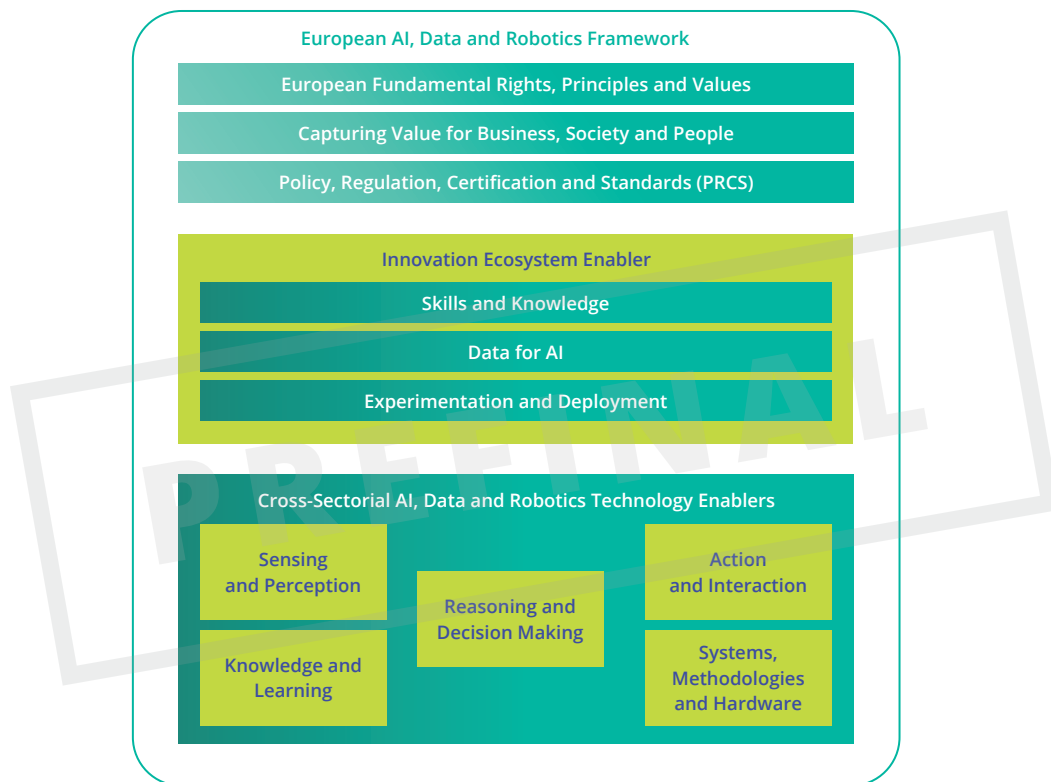 European AI, Data and Robotics Framework
European Fundamental Rights, Principles and Values
Capturing Value for Business, Society and People
Policy, Regulation, Certification and Standards (PRCS)
Innovation Ecosystem Enabler
Skills and Knowledge
Data for AI
Experimentation and Deployment
PREFINAL
Cross-Sectorial AI, Data and Robotics Technology Enablers
Sensing
and Perception
Knowledge and
Learning
Reasoning and
Decision Making
Action
and Interaction
Systems,
Methodologies
and Hardware